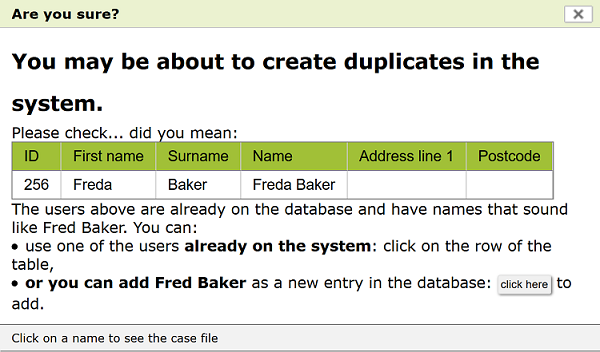 Are you sure?
You may be about to create duplicates in the
system.
Please check... did you mean:
ID First name Surname Name Address line 1 Postcode
256 Freda Baker Freda Baker
The users above are already on the database and have names that sound
like Fred Baker. You can:
• use one of the users already on the system: click on the row of the
table,
• or you can add Fred Baker as a new entry in the database: click here to
add.
Click on a name to see the case file